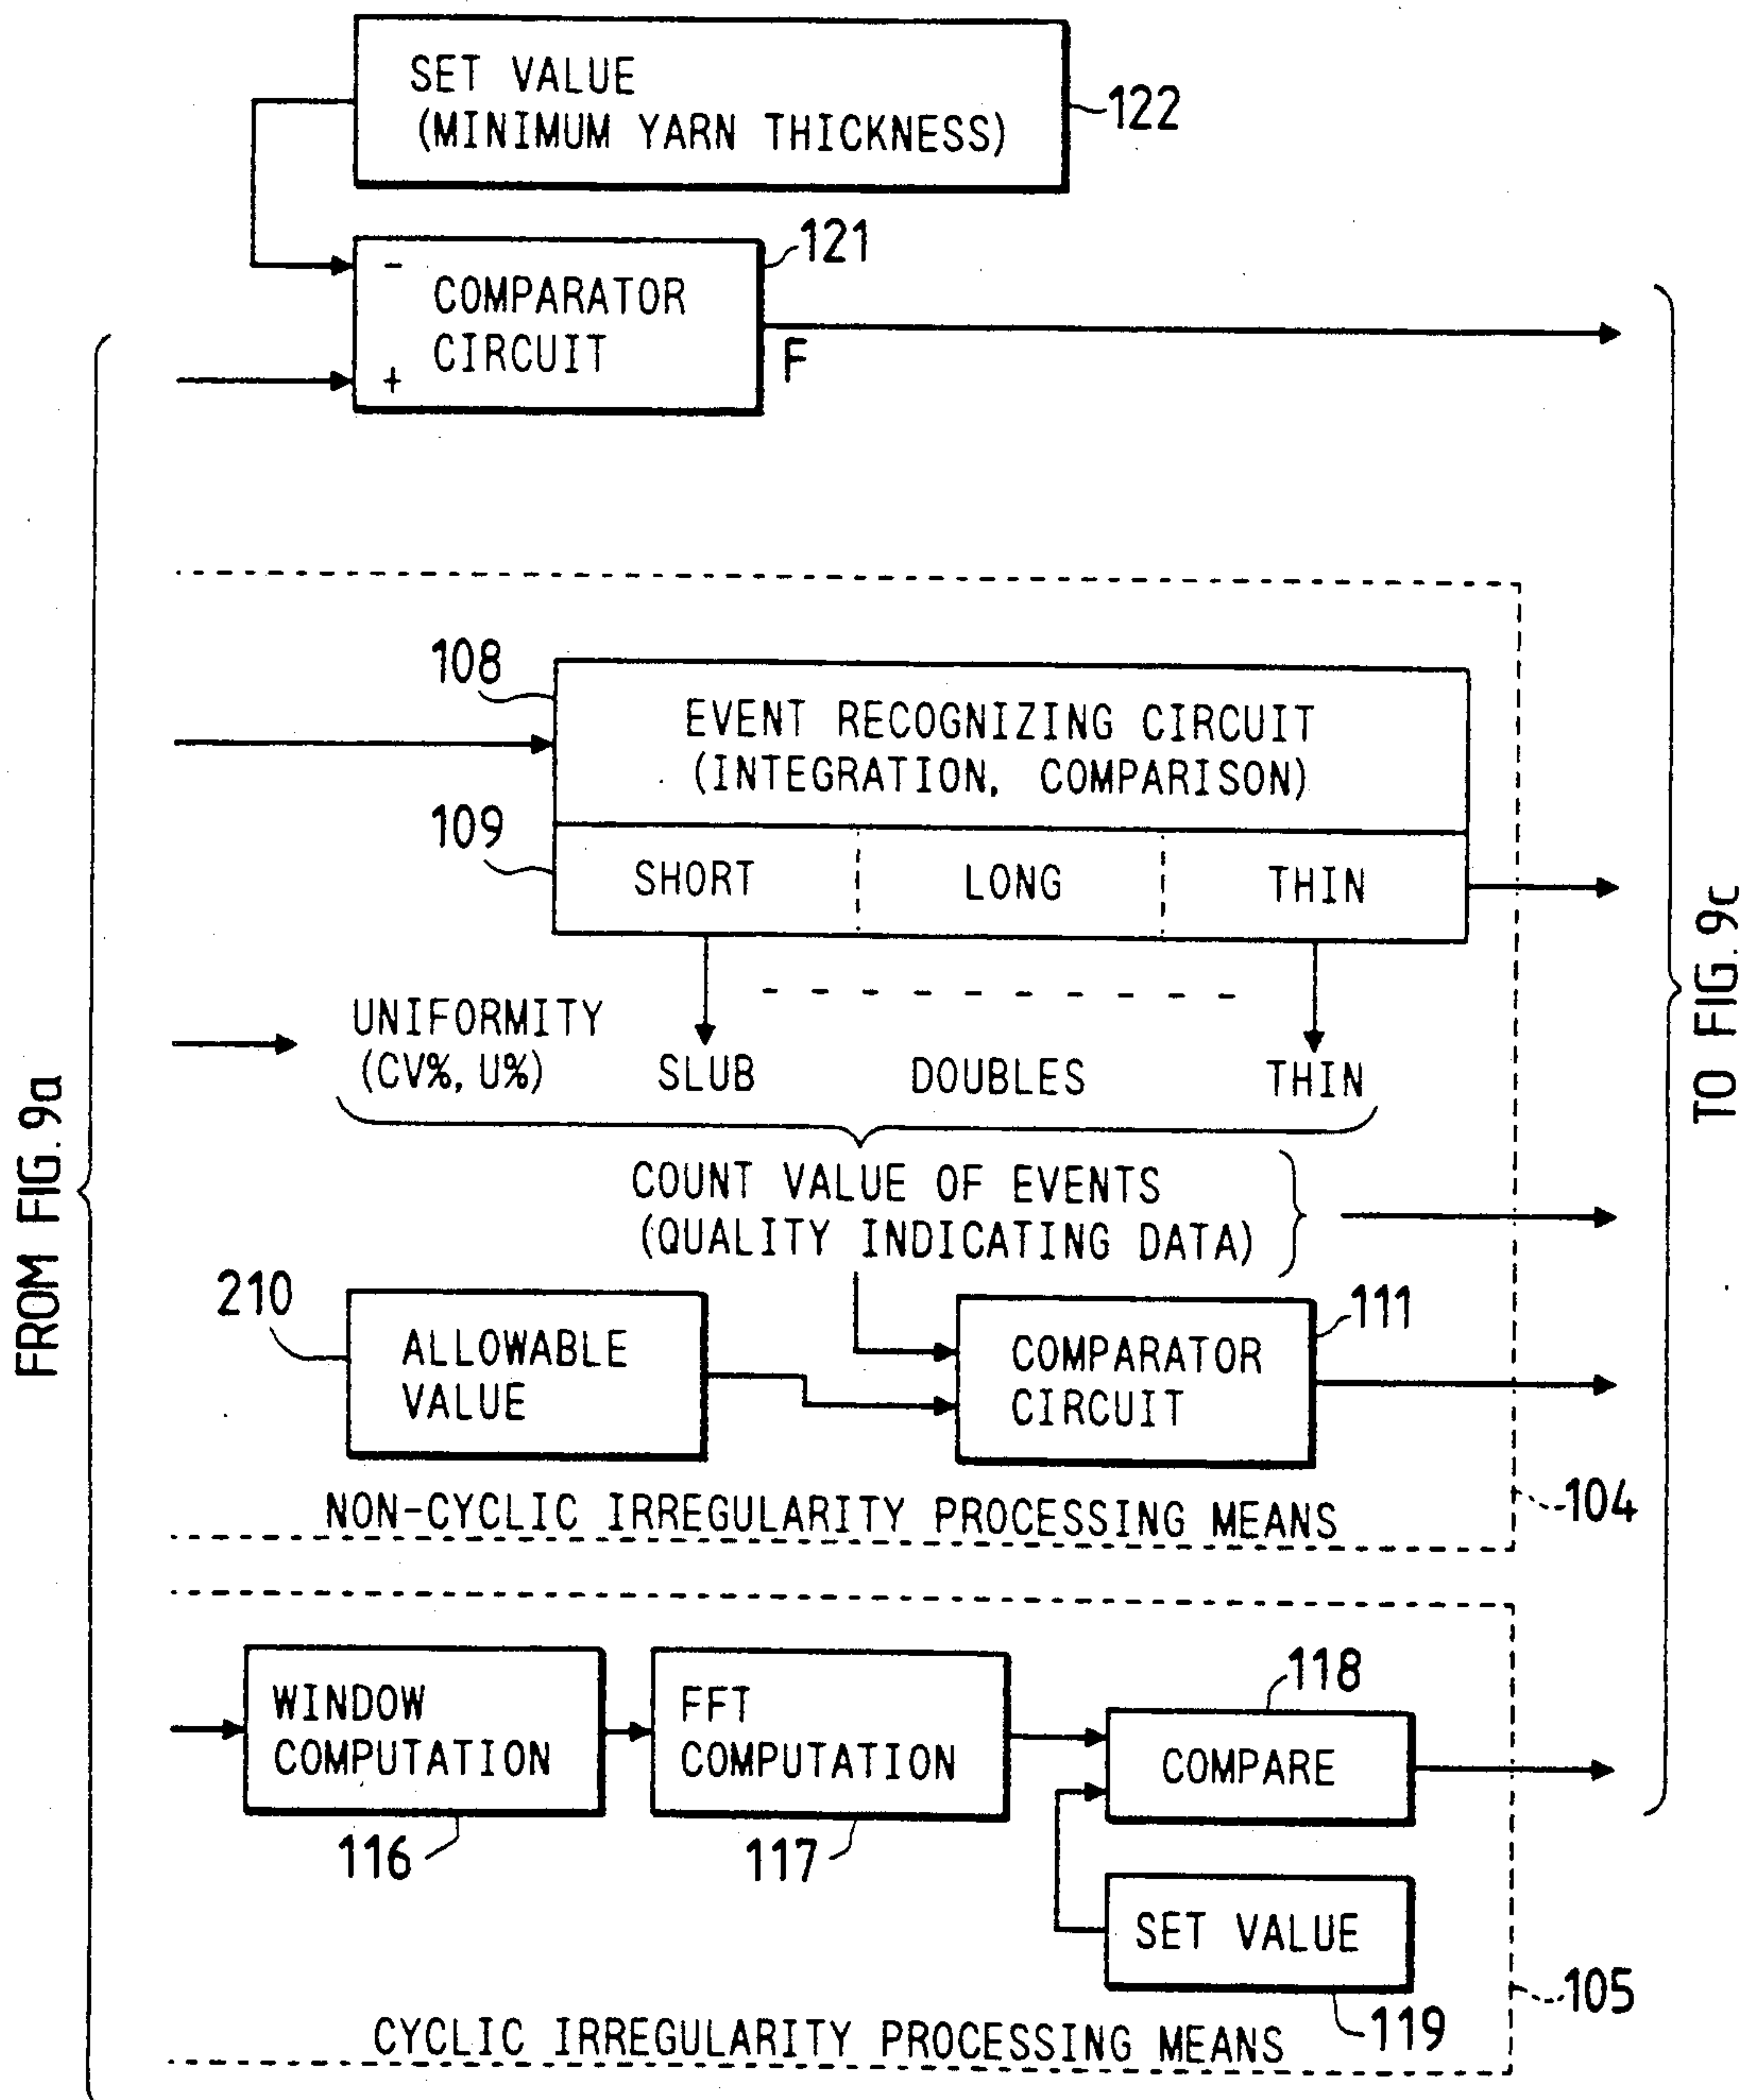 SET VALUE
(MINIMUM YARN THICKNESS)
122
121
-
COMPARATOR
CIRCUIT
+
F
108
EVENT RECOGNIZING CIRCUIT
(INTEGRATION, COMPARISON)
109
SHORT
LONG
THIN
UNIFORMITY
(CV%, U%)
SLUB
DOUBLES
THIN
COUNT VALUE OF EVENTS
(QUALITY INDICATING DATA)
210
ALLOWABLE
VALUE
111
COMPARATOR
CIRCUIT
NON-CYCLIC IRREGULARITY PROCESSING MEANS
104
WINDOW
COMPUTATION
116
FFT
COMPUTATION
117
118
COMPARE
SET VALUE
119
105
CYCLIC IRREGULARITY PROCESSING MEANS
FROM FIG. 9a
TO FIG. 9c